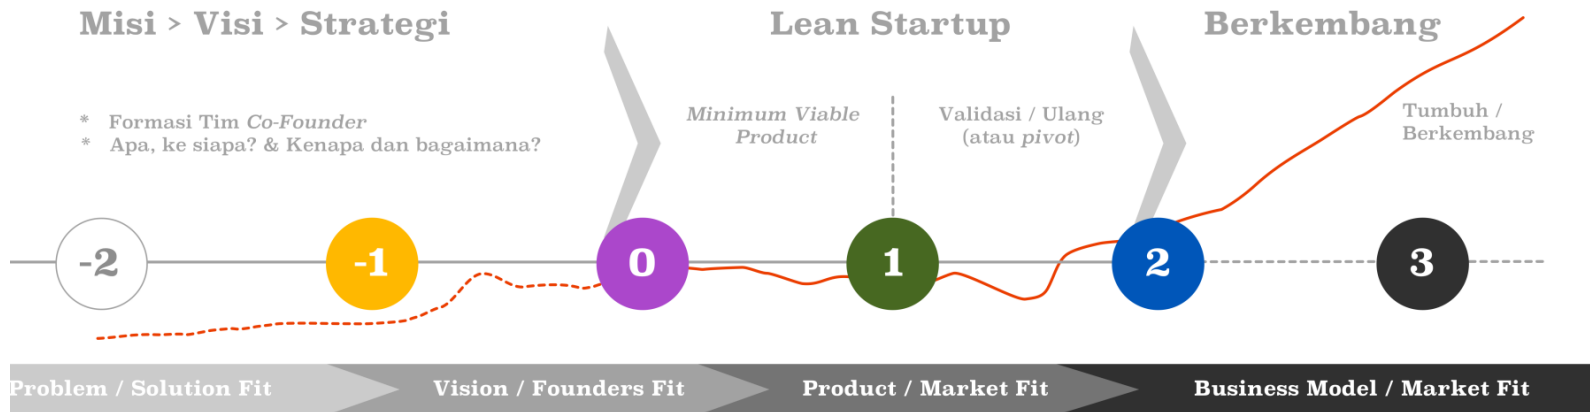 Misi > Visi > Strategi
* Formasi Tim Co-Founder
* Apa, ke siapa? & Kenapa dan bagaimana?
Lean Startup
Minimum Viable
Product
Validasi / Ulang
(atau pivot)
Berkembang
Tumbuh /
Berkembang
-2
-1
0
1
2
3
Problem / Solution Fit
Vision / Founders Fit
Product / Market Fit
Business Model / Market Fit